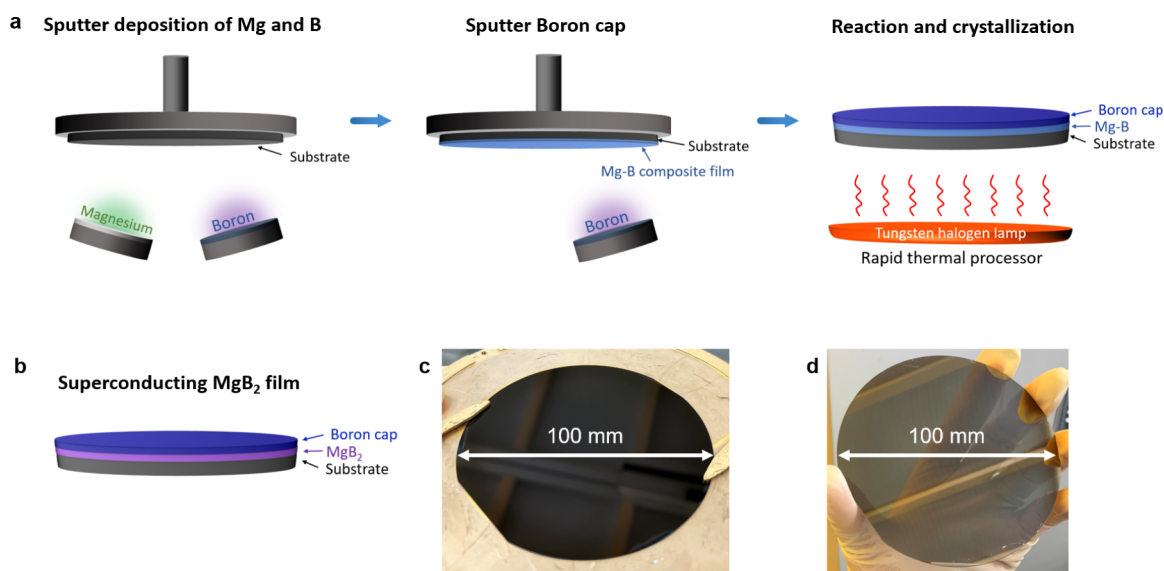 a
Sputter deposition of Mg and B
Sputter Boron cap
Reaction and crystallization
Substrate
Magnesium
Boron
Substrate
Mg-B composite film
Boron
Boron cap
Mg-B
Substrate
Tungsten halogen lamp
Rapid thermal processor
b
Superconducting MgB₂ film
Boron cap
MgB₂
Substrate
c
100 mm
d
100 mm